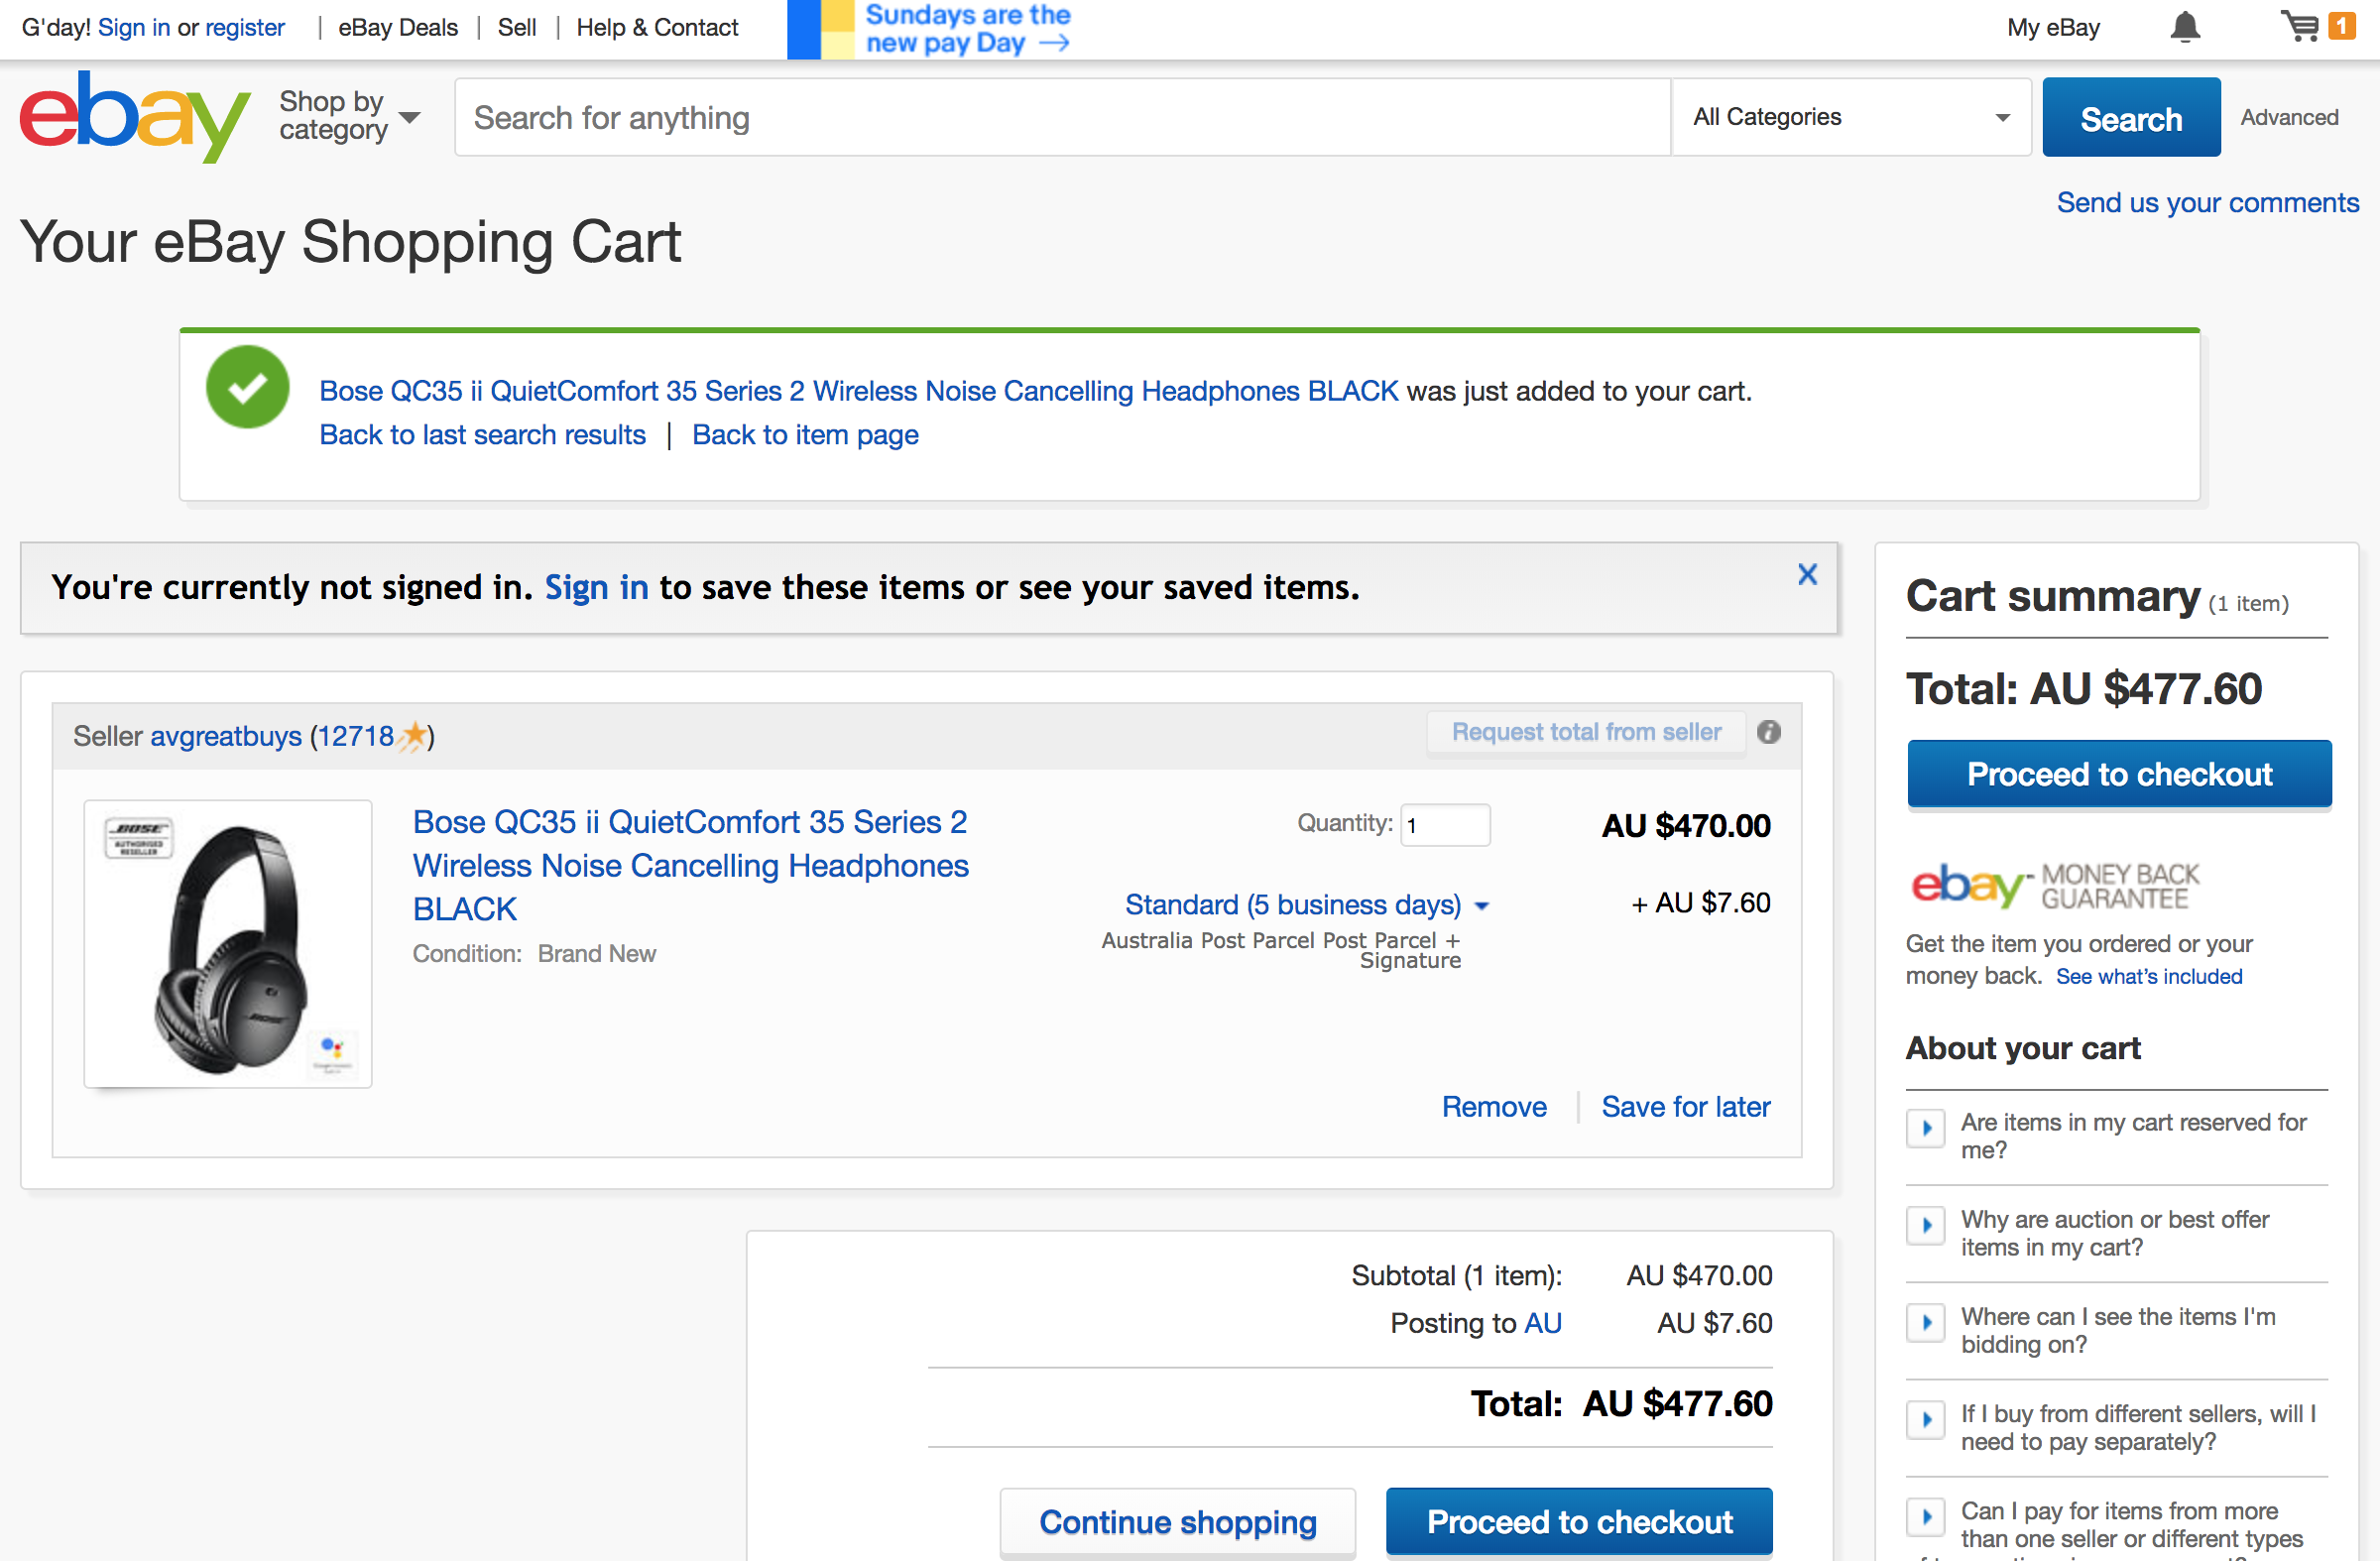 G'day! Sign in or register | eBay Deals | Sell | Help & Contact
Sundays are the
new pay Day →
My eBay
1
ebay
Shop by
category
Search for anything
All Categories
Search
Advanced
Send us your comments
Your eBay Shopping Cart
Bose QC35 ii QuietComfort 35 Series 2 Wireless Noise Cancelling Headphones BLACK was just added to your cart.
Back to last search results | Back to item page
You're currently not signed in. Sign in to save these items or see your saved items.
Seller avgreatbuys (12718)
Request total from seller
BOSE
AUTHORISED
RESELLER
BOSE
Bose QC35 ii QuietComfort 35 Series 2
Wireless Noise Cancelling Headphones
BLACK
Condition: Brand New
Quantity: 1
AU $470.00
Standard (5 business days)
+ AU $7.60
Australia Post Parcel Post Parcel +
Signature
Remove | Save for later
Subtotal (1 item): AU $470.00
Posting to AU AU $7.60
Total: AU $477.60
Continue shopping
Proceed to checkout
Cart summary (1 item)
Total: AU $477.60
Proceed to checkout
ebay™ MONEY BACK
GUARANTEE
Get the item you ordered or your
money back. See what's included
About your cart
Are items in my cart reserved for
me?
Why are auction or best offer
items in my cart?
Where can I see the items I'm
bidding on?
If I buy from different sellers, will I
need to pay separately?
Can I pay for items from more
than one seller or different types